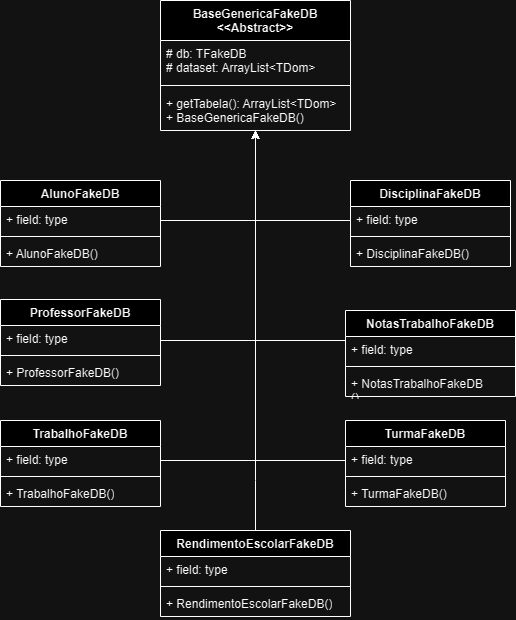 BaseGenericaFakeDB
<<Abstract>>
# db: TFakeDB
# dataset: ArrayList<TDom>
+ getTabela(): ArrayList<TDom>
+ BaseGenericaFakeDB()
AlunoFakeDB
+ field: type
+ AlunoFakeDB()
DisciplinaFakeDB
+ field: type
+ DisciplinaFakeDB()
ProfessorFakeDB
+ field: type
+ ProfessorFakeDB()
NotasTrabalhoFakeDB
+ field: type
+ NotasTrabalhoFakeDB
()
TrabalhoFakeDB
+ field: type
+ TrabalhoFakeDB()
TurmaFakeDB
+ field: type
+ TurmaFakeDB()
RendimentoEscolarFakeDB
+ field: type
+ RendimentoEscolarFakeDB()